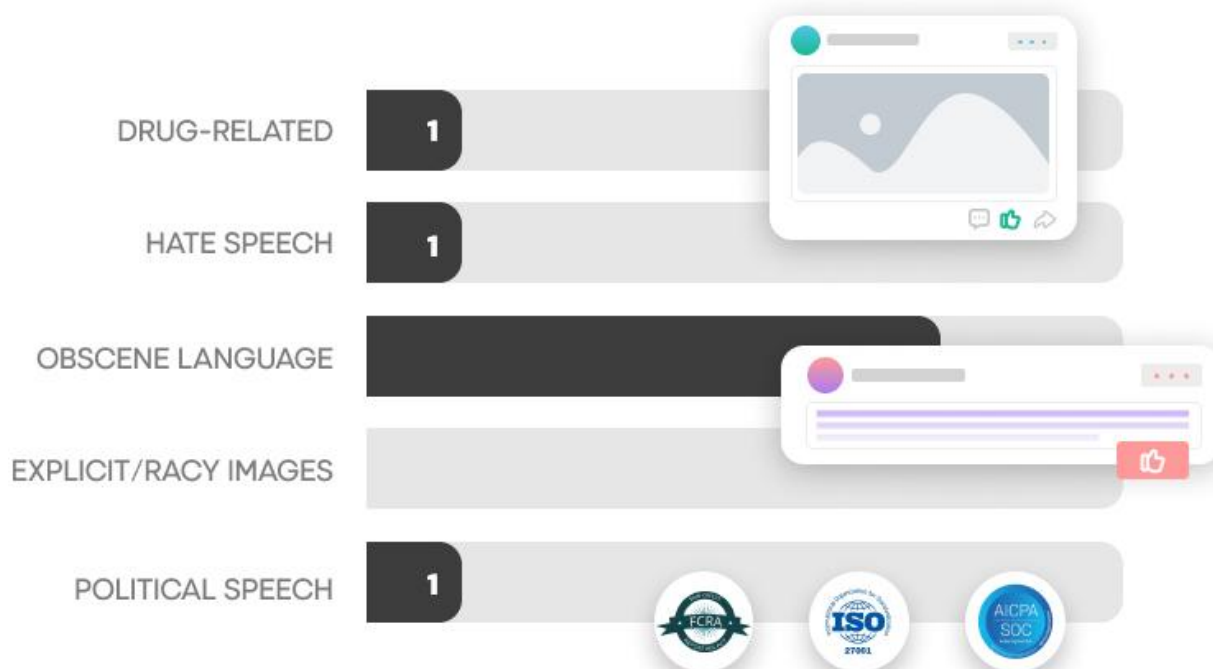 DRUG-RELATED
1
HATE SPEECH
1
OBSCENE LANGUAGE
EXPLICIT/RACY IMAGES
POLITICAL SPEECH
1
FCRA
ISO
27001
AICPA
SOC